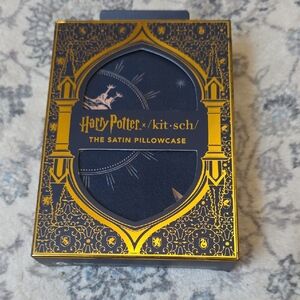 Harry Potter × /kit·sch/
THE SATIN PILLOWCASE